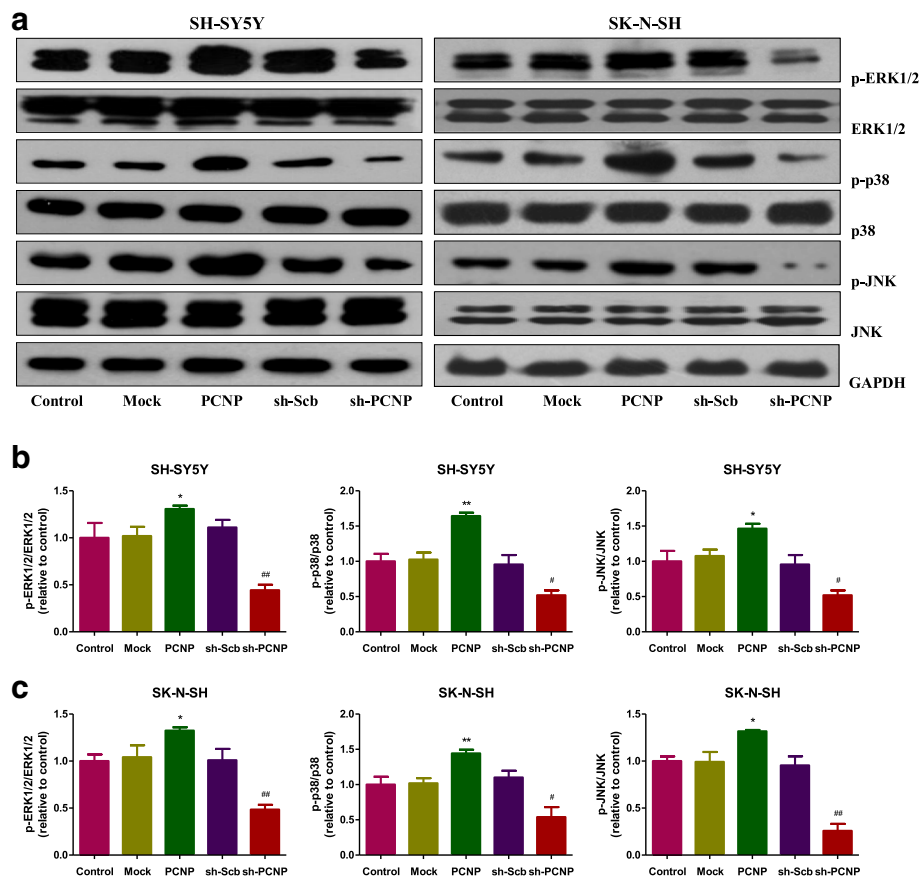 a
SH-SY5Y
SK-N-SH
p-ERK1/2
ERK1/2
p-p38
p38
p-JNK
JNK
GAPDH
Control Mock PCNP sh-Scb sh-PCNP
Control Mock PCNP sh-Scb sh-PCNP
b
SH-SY5Y
p-ERK1/2/ERK1/2
(relative to control)
1.5
1.0
0.5
0.0
*
##
Control Mock PCNP sh-Scb sh-PCNP
SH-SY5Y
p-p38/p38
(relative to control)
2.0
1.5
1.0
0.5
0.0
**
#
Control Mock PCNP sh-Scb sh-PCNP
SH-SY5Y
p-JNK/JNK
(relative to control)
2.0
1.5
1.0
0.5
0.0
*
#
Control Mock PCNP sh-Scb sh-PCNP
c
SK-N-SH
p-ERK1/2/ERK1/2
(relative to control)
1.5
1.0
0.5
0.0
*
##
Control Mock PCNP sh-Scb sh-PCNP
SK-N-SH
p-p38/p38
(relative to control)
2.0
1.5
1.0
0.5
0.0
**
#
Control Mock PCNP sh-Scb sh-PCNP
SK-N-SH
p-JNK/JNK
(relative to control)
1.5
1.0
0.5
0.0
*
##
Control Mock PCNP sh-Scb sh-PCNP